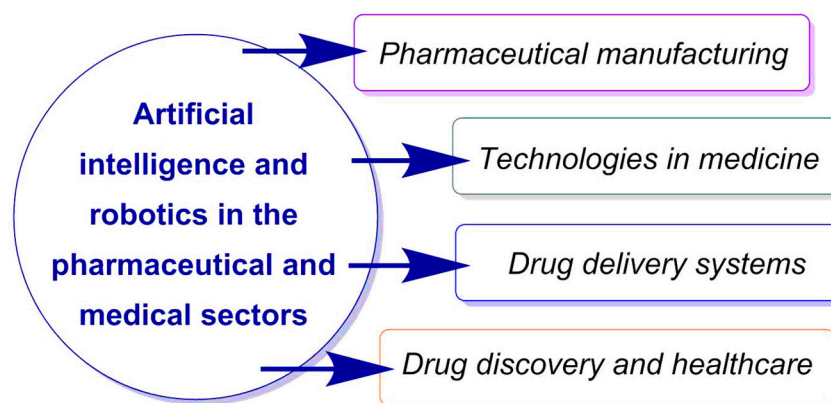 Artificial
intelligence and
robotics in the
pharmaceutical and
medical sectors
Pharmaceutical manufacturing
Technologies in medicine
Drug delivery systems
Drug discovery and healthcare